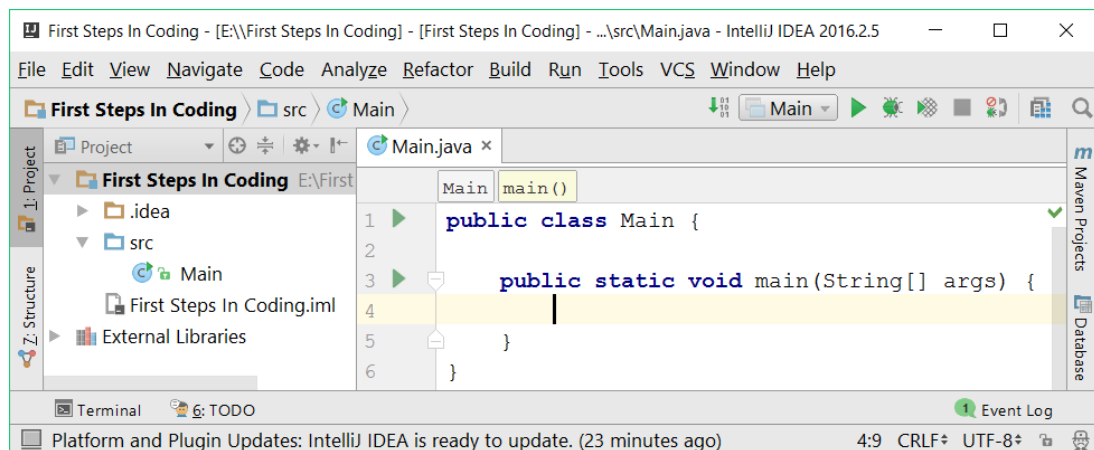 First Steps In Coding - [E:\\First Steps In Coding] - [First Steps In Coding] - ...\src\Main.java - IntelliJ IDEA 2016.2.5
File Edit View Navigate Code Analyze Refactor Build Run Tools VCS Window Help
First Steps In Coding src Main Main
1: Project
Z: Structure
Project
First Steps In Coding E:\First
.idea
src
Main
First Steps In Coding.iml
External Libraries
Main.java
Main main()
1 public class Main {
2
3 public static void main(String[] args) {
4
5 }
6 }
Maven Projects
Database
Terminal 6: TODO 1 Event Log
Platform and Plugin Updates: IntelliJ IDEA is ready to update. (23 minutes ago) 4:9 CRLF UTF-8